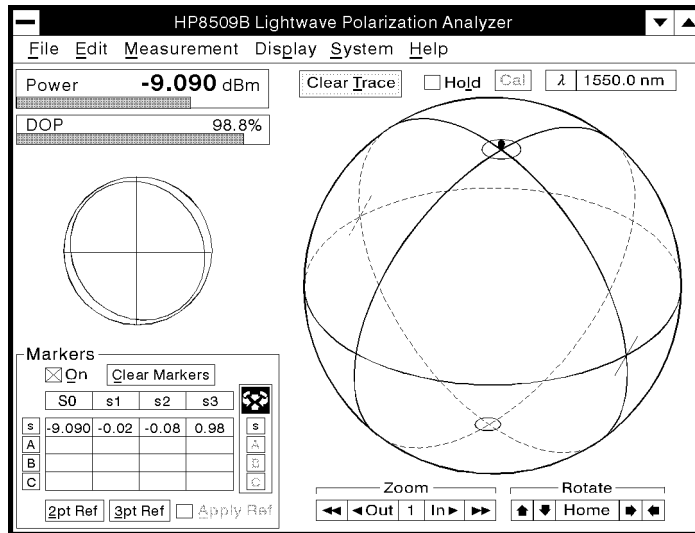 HP8509B Lightwave Polarization Analyzer
File Edit Measurement Display System Help
Power -9.090 dBm
Clear Trace Hold Cal λ 1550.0 nm
DOP 98.8%
Markers
On Clear Markers
S0 s1 s2 s3
s -9.090 -0.02 -0.08 0.98 s
A A
B B
C C
2pt Ref 3pt Ref Apply Ref
Zoom Rotate
Out 1 In Home